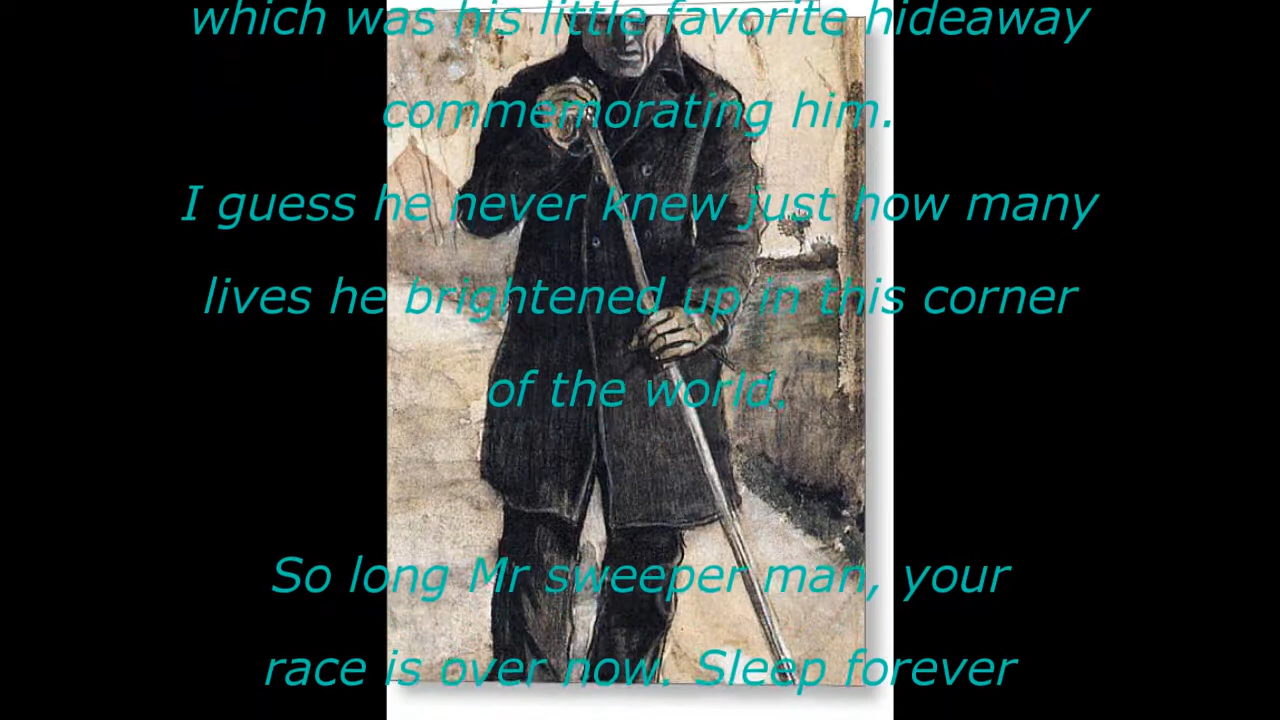 which was his little favorite hideaway
commemorating him.
I guess he never knew just how many
lives he brightened up in this corner
of the world.
So long Mr sweeper man, your
race is over now. Sleep forever